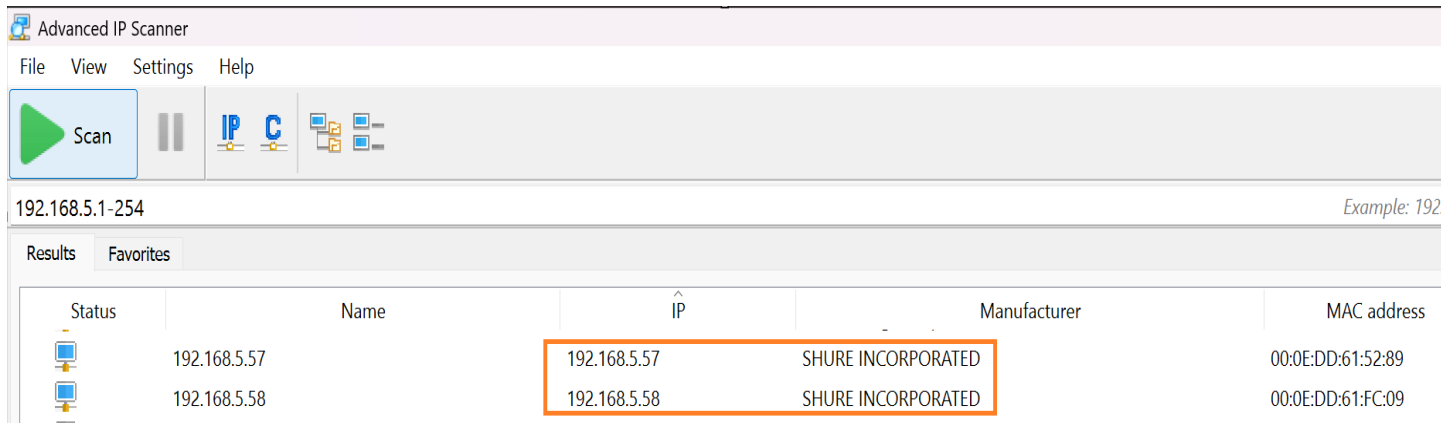 Advanced IP Scanner
File View Settings Help
Scan IP C
192.168.5.1-254 Example: 192.
Results Favorites
Status Name IP Manufacturer MAC address
192.168.5.57 192.168.5.57 SHURE INCORPORATED 00:0E:DD:61:52:89
192.168.5.58 192.168.5.58 SHURE INCORPORATED 00:0E:DD:61:FC:09